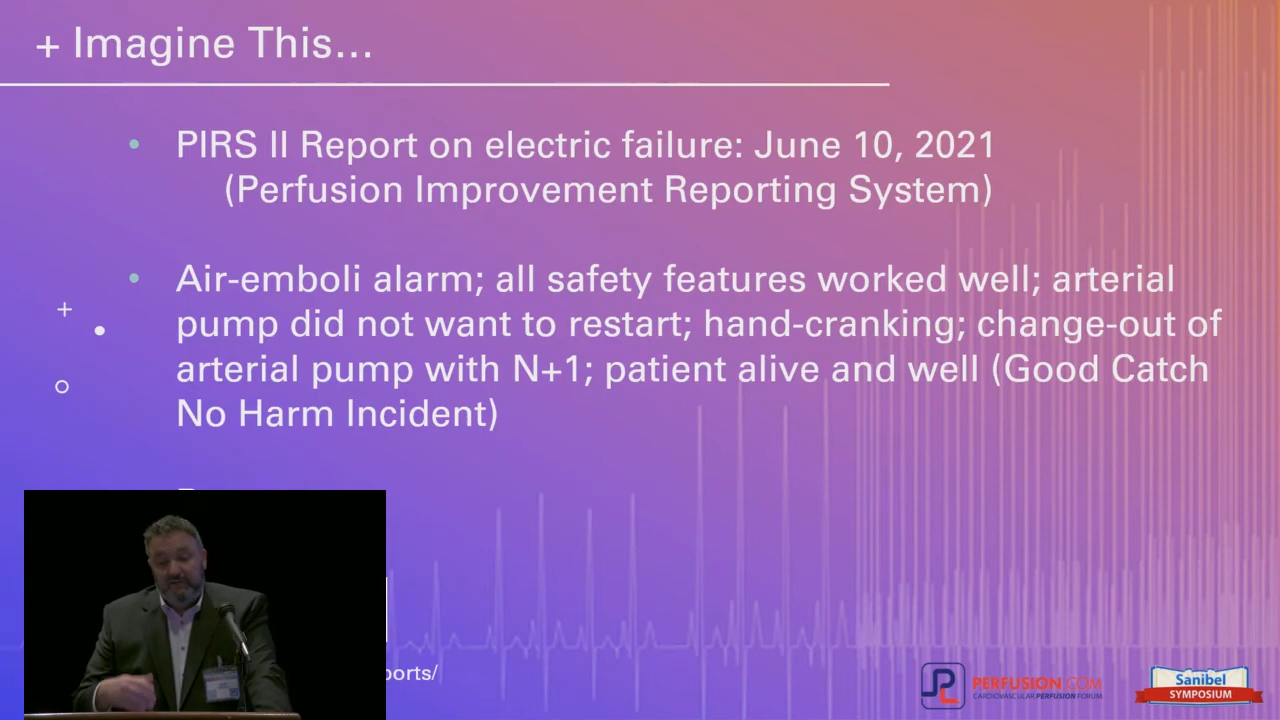 + Imagine This...
• PIRS II Report on electric failure: June 10, 2021
(Perfusion Improvement Reporting System)
• Air-emboli alarm; all safety features worked well; arterial
pump did not want to restart; hand-cranking; change-out of
arterial pump with N+1; patient alive and well (Good Catch
No Harm Incident)
ports/
PERFUSION.COM
CARDIOVASCULAR PERFUSION FORUM
Sanibel
SYMPOSIUM